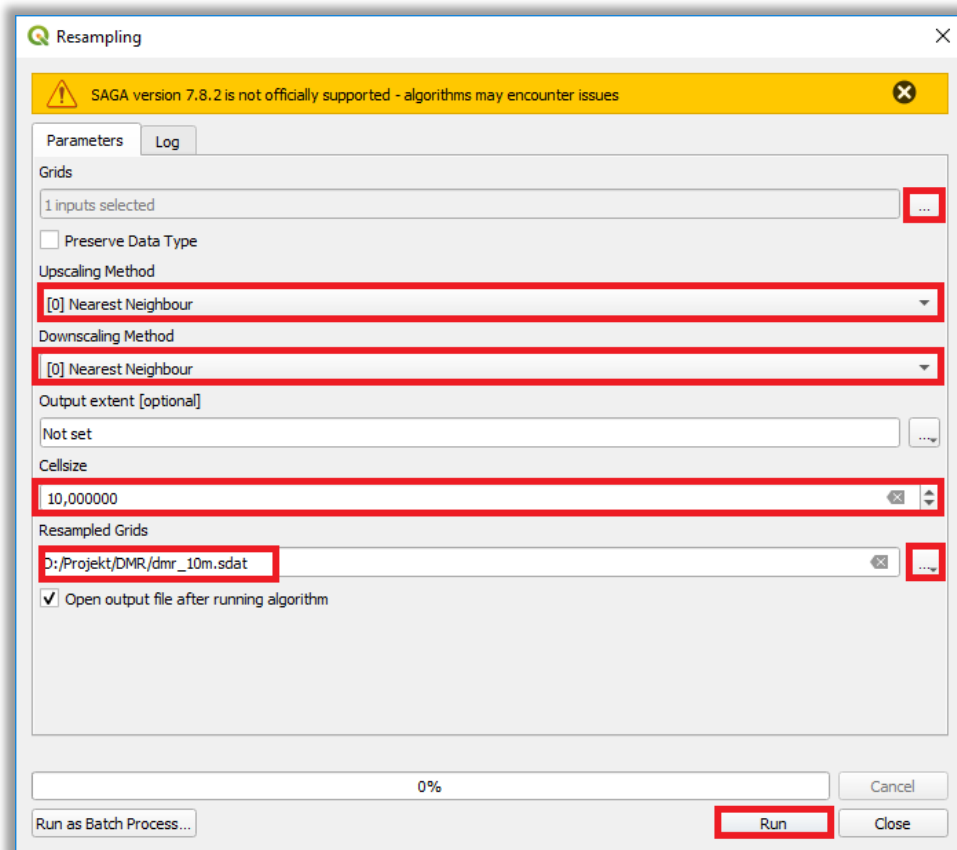 Resampling
SAGA version 7.8.2 is not officially supported - algorithms may encounter issues
Parameters Log
Grids
1 inputs selected
...
Preserve Data Type
Upscaling Method
[0] Nearest Neighbour
Downscaling Method
[0] Nearest Neighbour
Output extent [optional]
Not set
...
Cellsize
10,000000
Resampled Grids
D:/Projekt/DMR/dmr_10m.sdat
...
Open output file after running algorithm
0%
Cancel
Run as Batch Process...
Run
Close